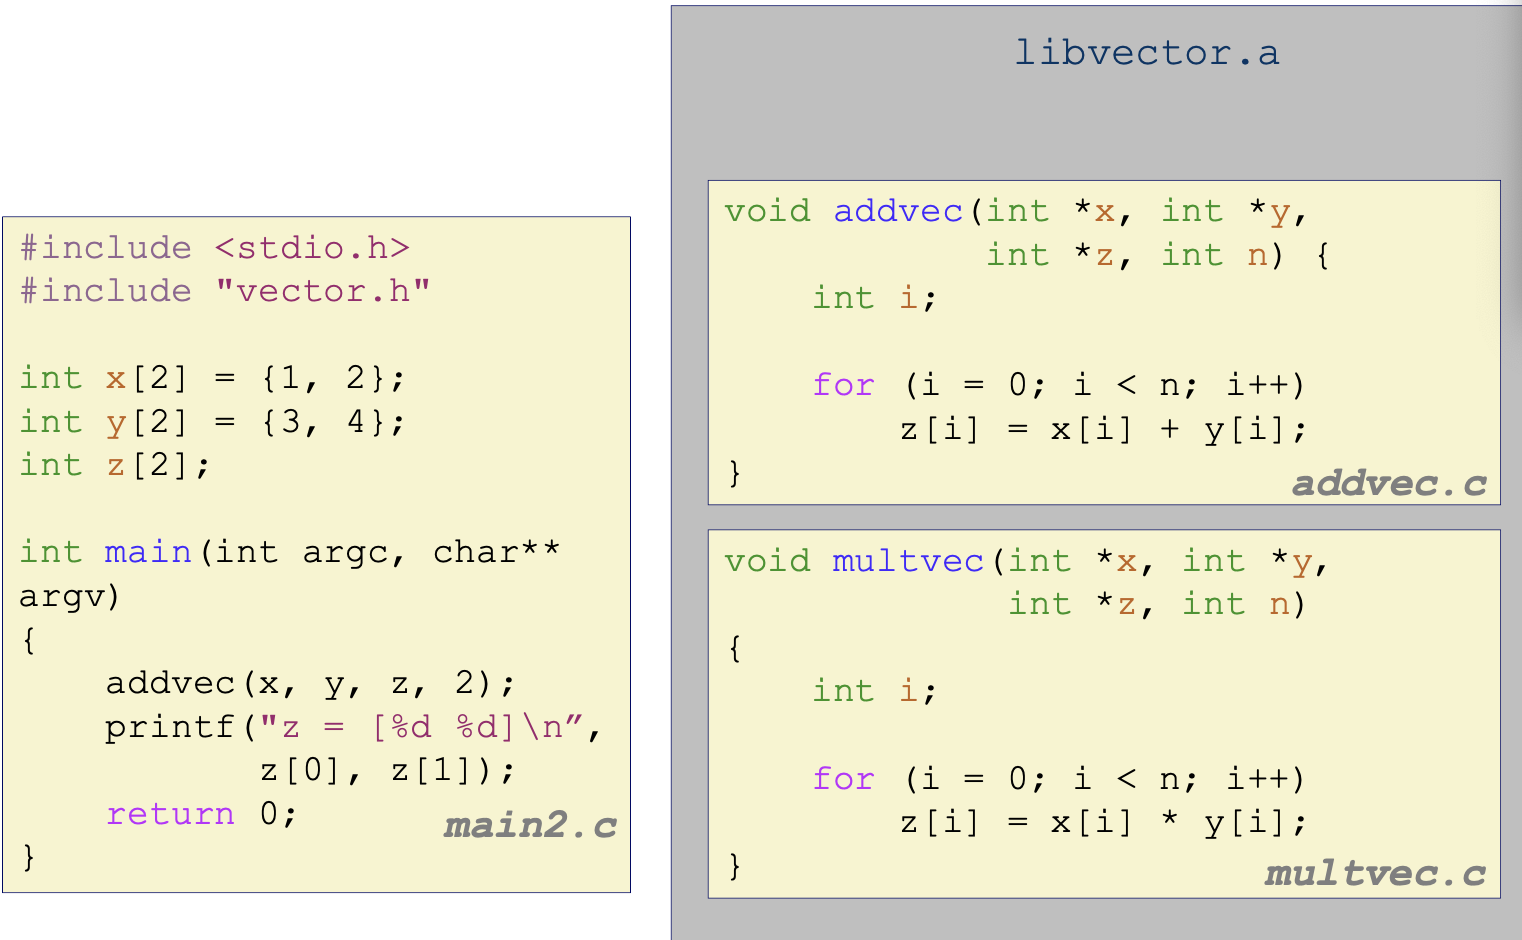 #include <stdio.h>
#include "vector.h"

int x[2] = {1, 2};
int y[2] = {3, 4};
int z[2];

int main(int argc, char**
argv)
{
    addvec(x, y, z, 2);
    printf("z = [%d %d]\n”,
           z[0], z[1]);
    return 0;
}
main2.c

libvector.a

void addvec(int *x, int *y,
            int *z, int n) {
    int i;

    for (i = 0; i < n; i++)
        z[i] = x[i] + y[i];
}
addvec.c

void multvec(int *x, int *y,
             int *z, int n)
{
    int i;

    for (i = 0; i < n; i++)
        z[i] = x[i] * y[i];
}
multvec.c